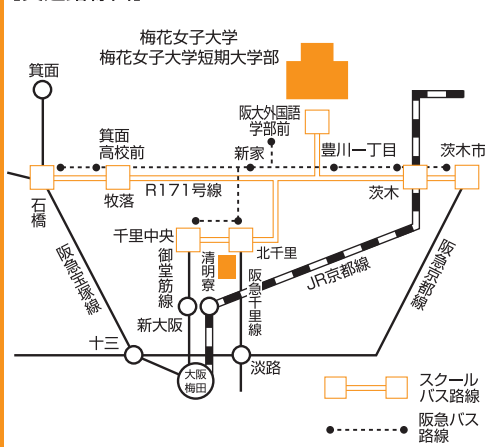 梅花女子大学
梅花女子大学短期大学部
箕面
阪大外国語
学部前
箕面
高校前
新家
豊川一丁目
茨木市
石橋
牧落
R171号線
茨木
千里中央
北千里
御堂筋線
清明寮
阪急千里線
JR京都線
阪急京都線
阪急宝塚線
新大阪
十三
大阪
梅田
淡路
スクール
バス路線
阪急バス
路線